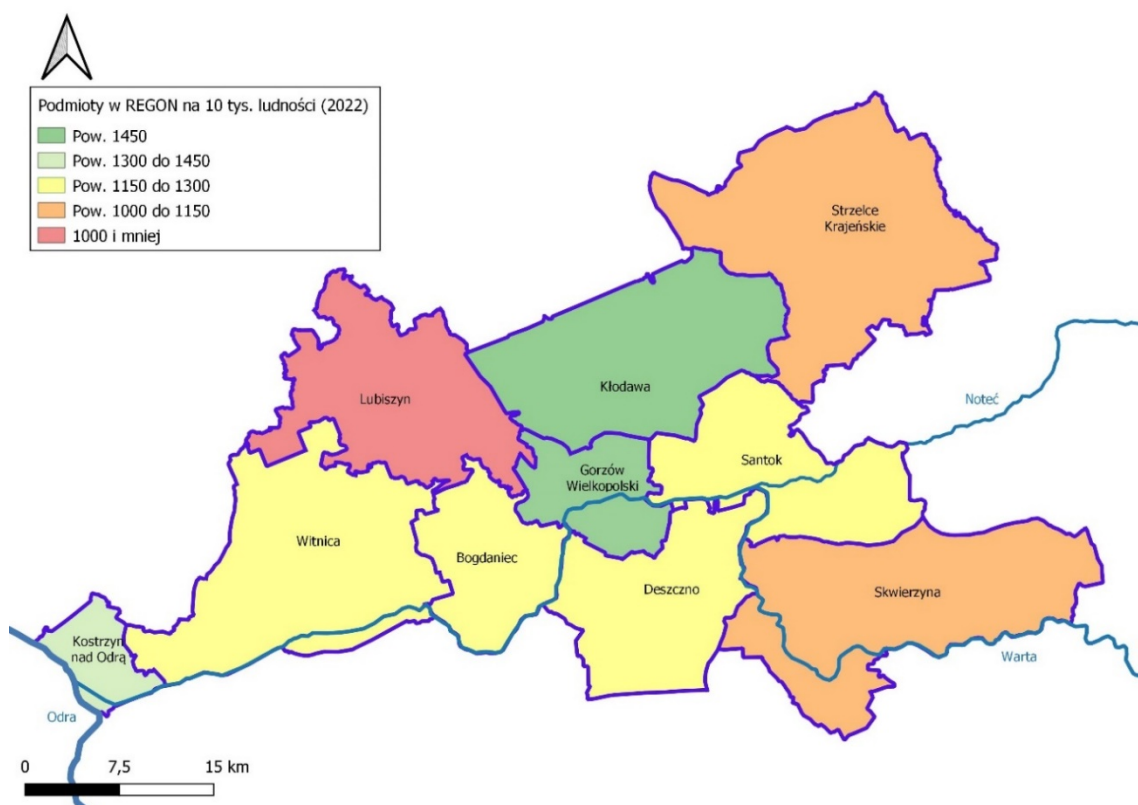 Podmioty w REGON na 10 tys. ludności (2022)
Pow. 1450
Pow. 1300 do 1450
Pow. 1150 do 1300
Pow. 1000 do 1150
1000 i mniej
Strzelce
Krajeńskie
Kłodawa
Lubiszyn
Noteć
Santok
Gorzów
Wielkopolski
Witnica
Bogdaniec
Deszczno
Skwierzyna
Kostrzyn
nad Odrą
Warta
Odra
0 7,5 15 km